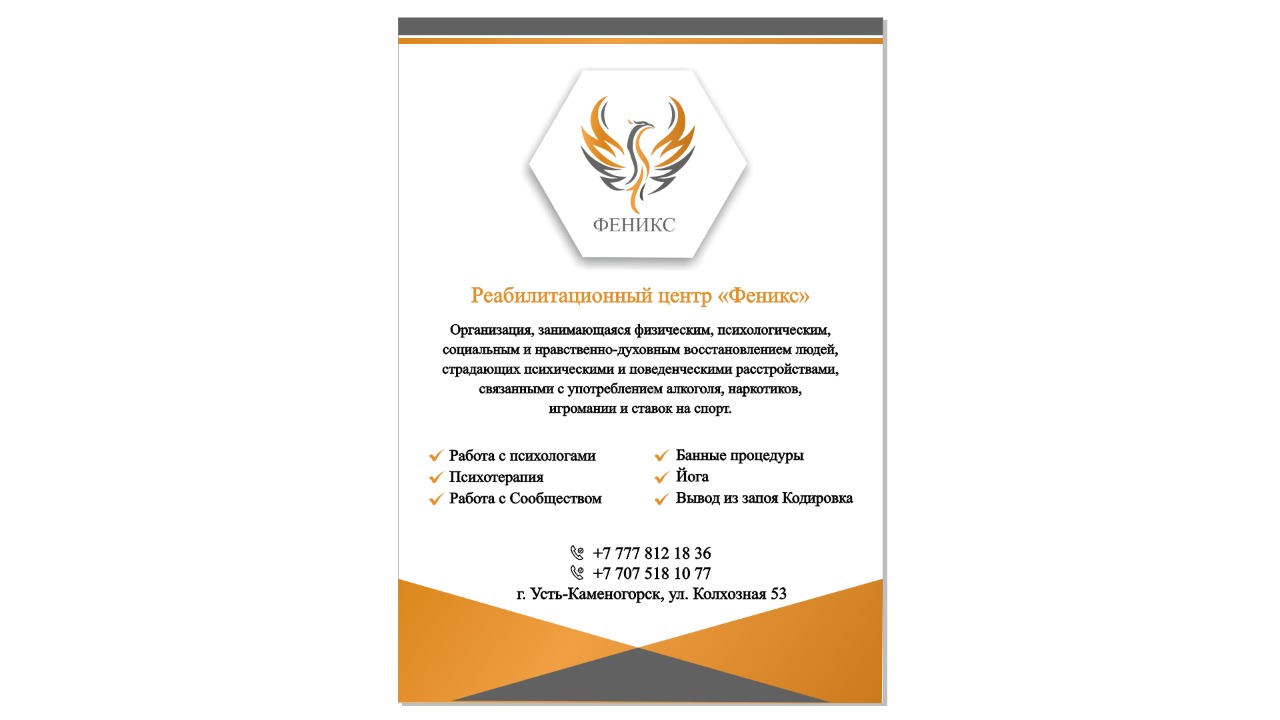 ФЕНИКС
Реабилитационный центр «Феникс»
Организация, занимающаяся физическим, психологическим,
социальным и нравственно-духовным восстановлением людей,
страдающих психическими и поведенческими расстройствами,
связанными с употреблением алкоголя, наркотиков,
игромании и ставок на спорт.
Работа с психологами
Психотерапия
Работа с Сообществом
Банные процедуры
Йога
Вывод из запоя Кодировка
+7 777 812 18 36
+7 707 518 10 77
г. Усть-Каменогорск, ул. Колхозная 53